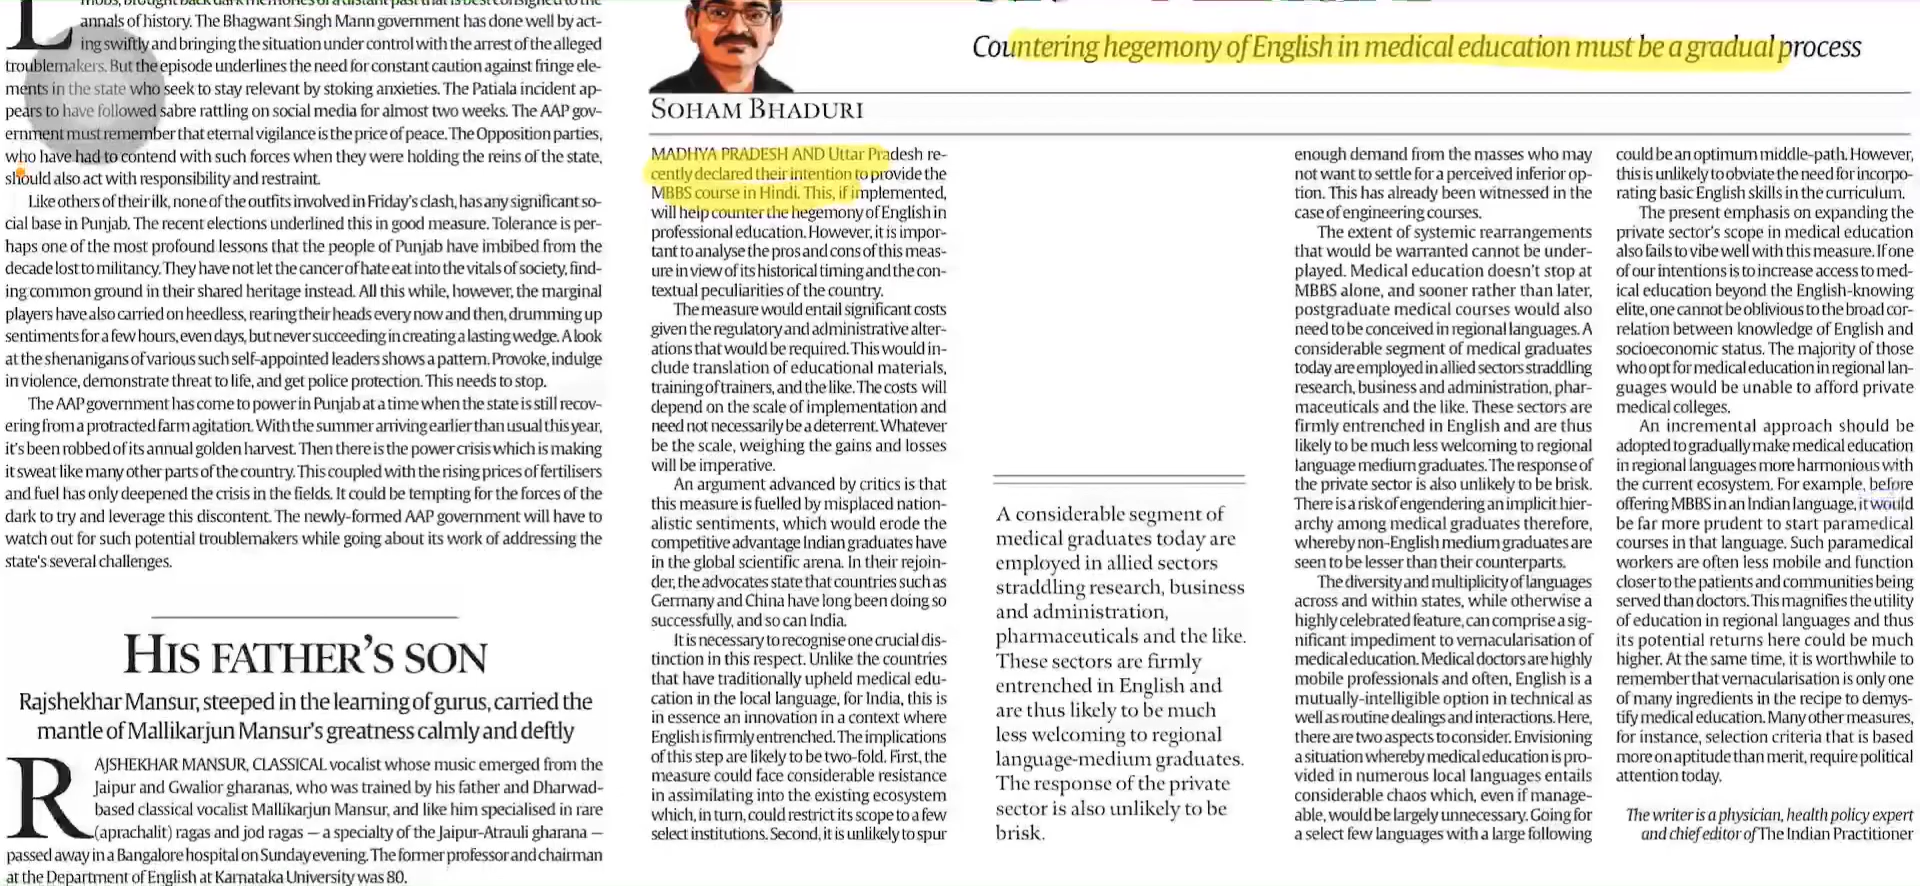 annals of history. The Bhagwant Singh Mann government has done well by act-
ing swiftly and bringing the situation under control with the arrest of the alleged
troublemakers. But the episode underlines the need for constant caution against fringe ele-
ments in the state who seek to stay relevant by stoking anxieties. The Patiala incident ap-
pears to have followed sabre rattling on social media for almost two weeks. The AAP gov-
ernment must remember that eternal vigilance is the price of peace. The Opposition parties,
who have had to contend with such forces when they were holding the reins of the state,
should also act with responsibility and restraint.
Like others of their ilk, none of the outfits involved in Friday's clash, has any significant so-
cial base in Punjab. The recent elections underlined this in good measure. Tolerance is per-
haps one of the most profound lessons that the people of Punjab have imbibed from the
decade lost to militancy. They have not let the cancer of hate eat into the vitals of society, find-
ing common ground in their shared heritage instead. All this while, however, the marginal
players have also carried on heedless, rearing their heads every now and then, drumming up
sentiments for a few hours, even days, but never succeeding in creating a lasting wedge. A look
at the shenanigans of various such self-appointed leaders shows a pattern. Provoke, indulge
in violence, demonstrate threat to life, and get police protection. This needs to stop.
The AAP government has come to power in Punjab at a time when the state is still recov-
ering from a protracted farm agitation. With the summer arriving earlier than usual this year,
it's been robbed of its annual golden harvest. Then there is the power crisis which is making
it sweat like many other parts of the country. This coupled with the rising prices of fertilisers
and fuel has only deepened the crisis in the fields. It could be tempting for the forces of the
dark to try and leverage this discontent. The newly-formed AAP government will have to
watch out for such potential troublemakers while going about its work of addressing the
state's several challenges.
HIS FATHER'S SON
Rajshekhar Mansur, steeped in the learning of gurus, carried the
mantle of Mallikarjun Mansur's greatness calmly and deftly
RAJSHEKHAR MANSUR, CLASSICAL vocalist whose music emerged from the
Jaipur and Gwalior gharanas, who was trained by his father and Dharwad-
based classical vocalist Mallikarjun Mansur, and like him specialised in rare
(aprachalit) ragas and jod ragas — a specialty of the Jaipur-Atrauli gharana —
passed away in a Bangalore hospital on Sunday evening. The former professor and chairman
at the Department of English at Karnataka University was 80.
Countering hegemony of English in medical education must be a gradual process
SOHAM BHADURI
MADHYA PRADESH AND Uttar Pradesh re-
cently declared their intention to provide the
MBBS course in Hindi. This, if implemented,
will help counter the hegemony of English in
professional education. However, it is impor-
tant to analyse the pros and cons of this meas-
ure in view of its historical timing and the con-
textual peculiarities of the country.
The measure would entail significant costs
given the regulatory and administrative alter-
ations that would be required. This would in-
clude translation of educational materials,
training of trainers, and the like. The costs will
depend on the scale of implementation and
need not necessarily be a deterrent. Whatever
be the scale, weighing the gains and losses
will be imperative.
An argument advanced by critics is that
this measure is fuelled by misplaced nation-
alistic sentiments, which would erode the
competitive advantage Indian graduates have
in the global scientific arena. In their rejoin-
der, the advocates state that countries such as
Germany and China have long been doing so
successfully, and so can India.
It is necessary to recognise one crucial dis-
tinction in this respect. Unlike the countries
that have traditionally upheld medical edu-
cation in the local language, for India, this is
in essence an innovation in a context where
English is firmly entrenched. The implications
of this step are likely to be two-fold. First, the
measure could face considerable resistance
in assimilating into the existing ecosystem
which, in turn, could restrict its scope to a few
select institutions. Second, it is unlikely to spur
A considerable segment of
medical graduates today are
employed in allied sectors
straddling research, business
and administration,
pharmaceuticals and the like.
These sectors are firmly
entrenched in English and
are thus likely to be much
less welcoming to regional
language-medium graduates.
The response of the private
sector is also unlikely to be
brisk.
enough demand from the masses who may
not want to settle for a perceived inferior op-
tion. This has already been witnessed in the
case of engineering courses.
The extent of systemic rearrangements
that would be warranted cannot be under-
played. Medical education doesn't stop at
MBBS alone, and sooner rather than later,
postgraduate medical courses would also
need to be conceived in regional languages. A
considerable segment of medical graduates
today are employed in allied sectors straddling
research, business and administration, phar-
maceuticals and the like. These sectors are
firmly entrenched in English and are thus
likely to be much less welcoming to regional
language medium graduates. The response of
the private sector is also unlikely to be brisk.
There is a risk of engendering an implicit hier-
archy among medical graduates therefore,
whereby non-English medium graduates are
seen to be lesser than their counterparts.
The diversity and multiplicity of languages
across and within states, while otherwise a
highly celebrated feature, can comprise a sig-
nificant impediment to vernacularisation of
medical education. Medical doctors are highly
mobile professionals and often, English is a
mutually-intelligible option in technical as
well as routine dealings and interactions. Here,
there are two aspects to consider. Envisioning
a situation whereby medical education is pro-
vided in numerous local languages entails
considerable chaos which, even if manage-
able, would be largely unnecessary. Going for
a select few languages with a large following
could be an optimum middle-path. However,
this is unlikely to obviate the need for incorpo-
rating basic English skills in the curriculum.
The present emphasis on expanding the
private sector's scope in medical education
also fails to vibe well with this measure. If one
of our intentions is to increase access to med-
ical education beyond the English-knowing
elite, one cannot be oblivious to the broad cor-
relation between knowledge of English and
socioeconomic status. The majority of those
who opt for medical education in regional lan-
guages would be unable to afford private
medical colleges.
An incremental approach should be
adopted to gradually make medical education
in regional languages more harmonious with
the current ecosystem. For example, before
offering MBBS in an Indian language, it would
be far more prudent to start paramedical
courses in that language. Such paramedical
workers are often less mobile and function
closer to the patients and communities being
served than doctors. This magnifies the utility
of education in regional languages and thus
its potential returns here could be much
higher. At the same time, it is worthwhile to
remember that vernacularisation is only one
of many ingredients in the recipe to demys-
tify medical education. Many other measures,
for instance, selection criteria that is based
more on aptitude than merit, require political
attention today.
The writer is a physician, health policy expert
and chief editor of The Indian Practitioner